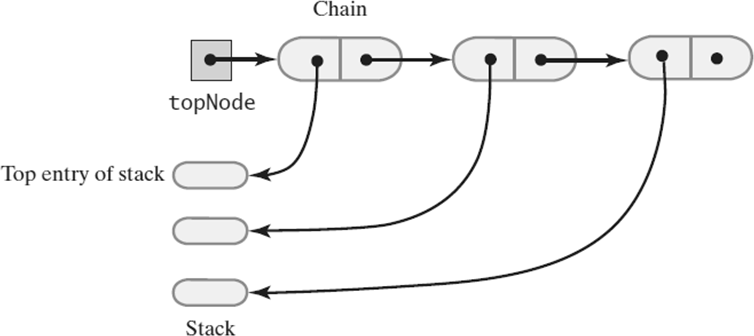 Chain
topNode
Top entry of stack
Stack